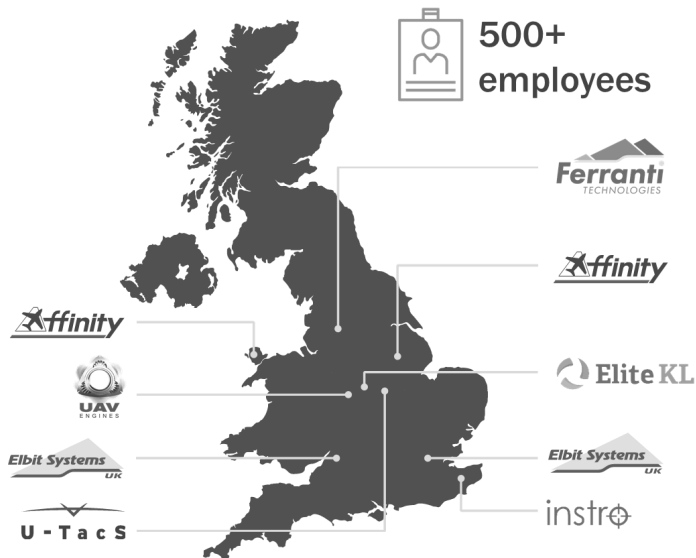 500+
employees
Ferranti
TECHNOLOGIES
Affinity
Affinity
UAV
ENGINES
Elite KL
Elbit Systems
UK
Elbit Systems
UK
U-TacS
instro